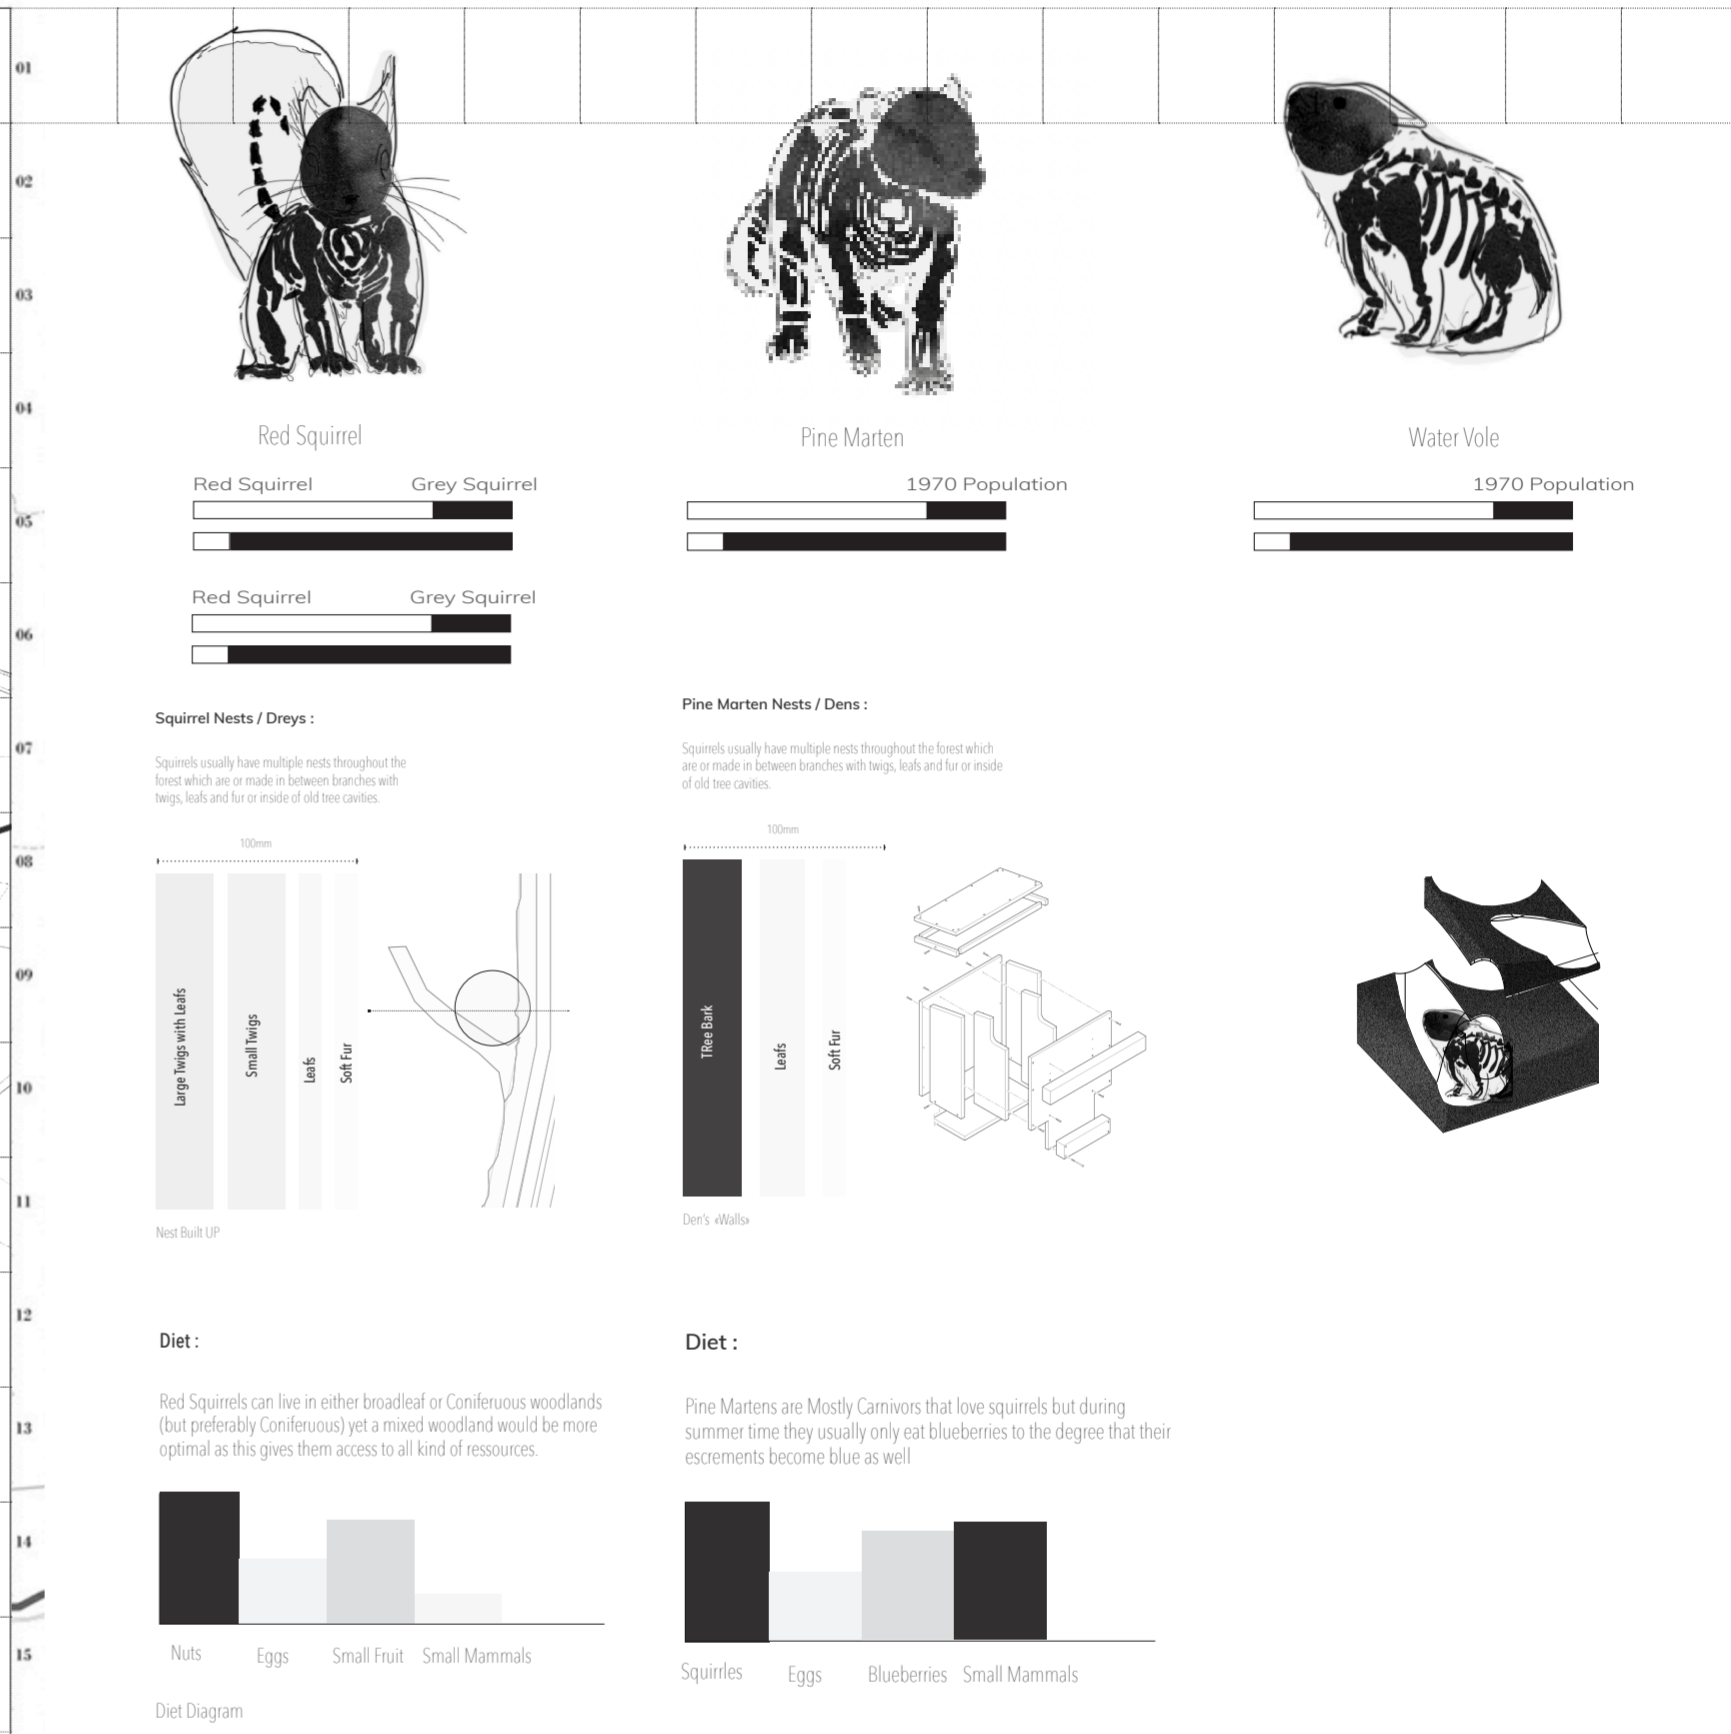 01
02
03
04
05
06
07
08
09
10
11
12
13
14
15
Red Squirrel
Red Squirrel Grey Squirrel
Red Squirrel Grey Squirrel
Squirrel Nests / Dreys :
Squirrels usually have multiple nests throughout the
forest which are or made in between branches with
twigs, leafs and fur or inside of old tree cavities.
100mm
Large Twigs with Leafs
Small Twigs
Leafs
Soft Fur
Nest Built UP
Diet :
Red Squirrels can live in either broadleaf or Coniferuous woodlands
(but preferably Coniferuous) yet a mixed woodland would be more
optimal as this gives them access to all kind of ressources.
Nuts Eggs Small Fruit Small Mammals
Diet Diagram
Pine Marten
1970 Population
Pine Marten Nests / Dens :
Squirrels usually have multiple nests throughout the forest which
are or made in between branches with twigs, leafs and fur or inside
of old tree cavities.
100mm
TRee Bark
Leafs
Soft Fur
Den's «Walls»
Diet :
Pine Martens are Mostly Carnivors that love squirrels but during
summer time they usually only eat blueberries to the degree that their
escrements become blue as well
Squirrles Eggs Blueberries Small Mammals
Water Vole
1970 Population